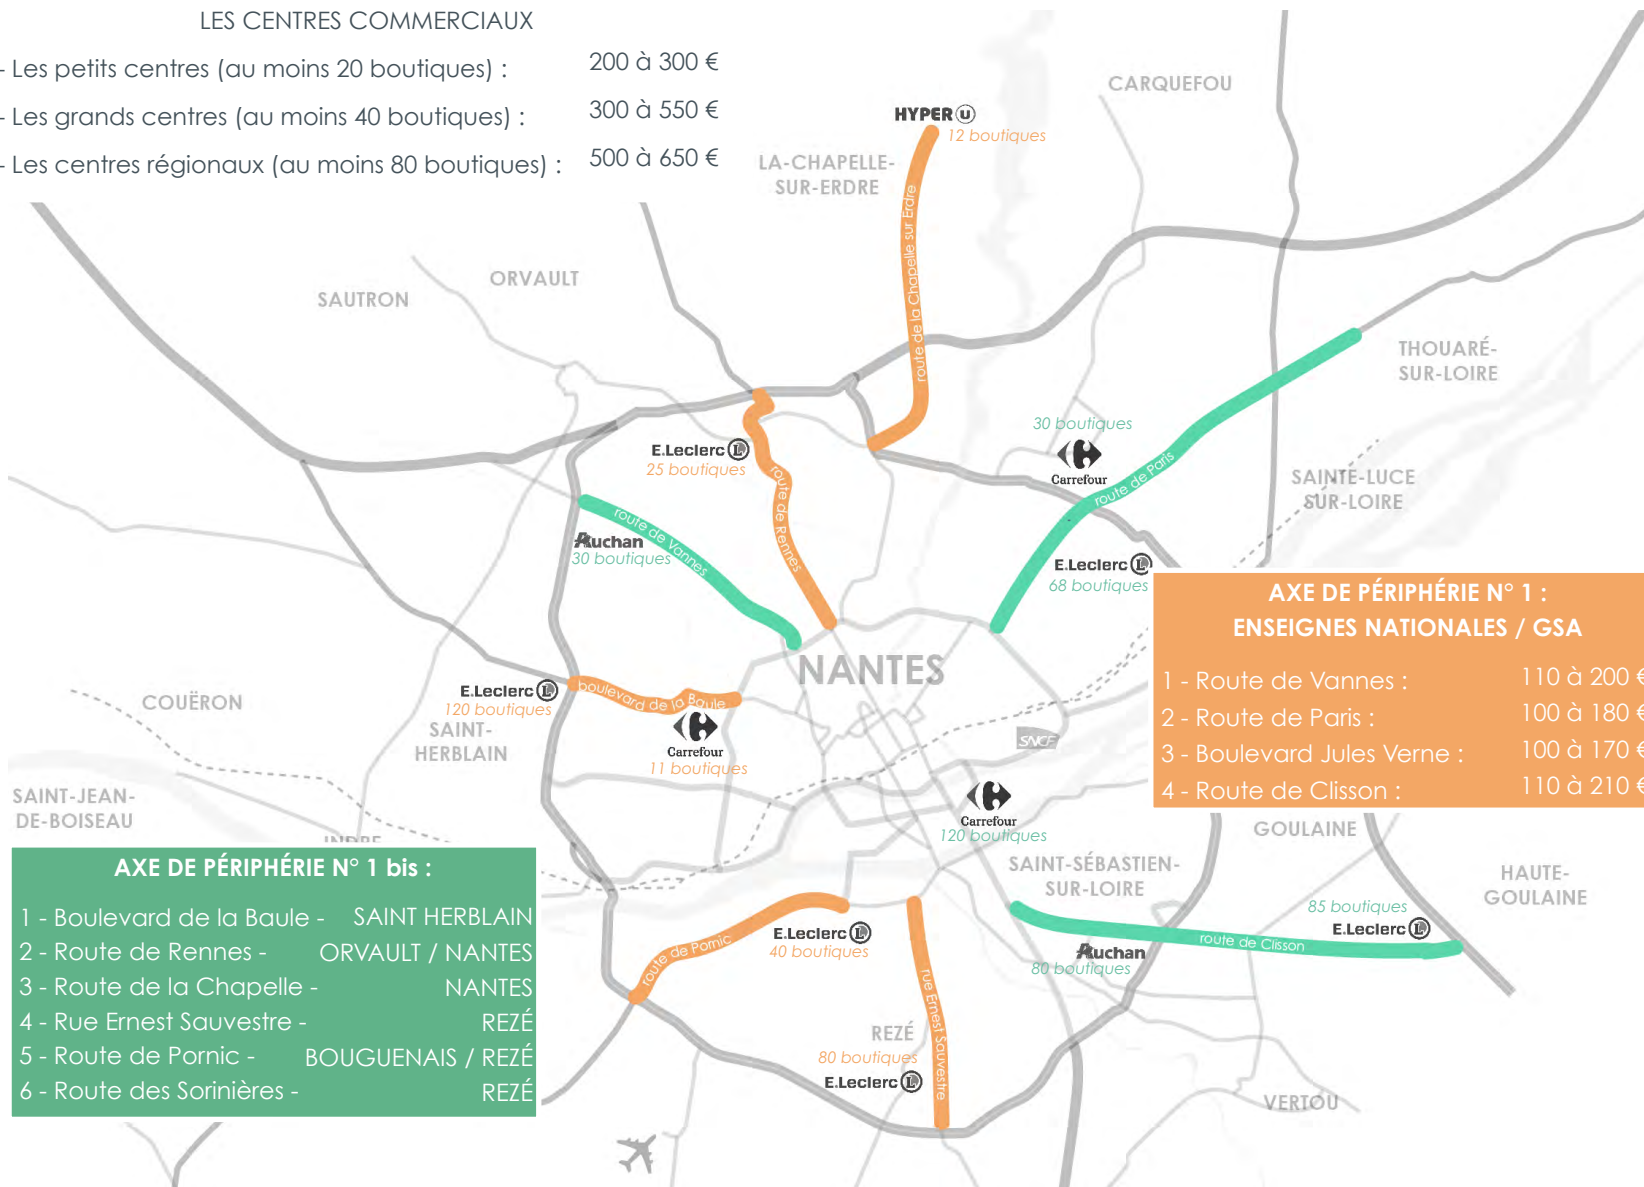 LES CENTRES COMMERCIAUX
- Les petits centres (au moins 20 boutiques) : 200 à 300 €
- Les grands centres (au moins 40 boutiques) : 300 à 550 €
- Les centres régionaux (au moins 80 boutiques) : 500 à 650 €
CARQUEFOU
HYPER U
12 boutiques
LA-CHAPELLE-
SUR-ERDRE
route de la Chapelle sur Erdre
ORVAULT
SAUTRON
THOUARÉ-
SUR-LOIRE
30 boutiques
Carrefour
route de Paris
E.Leclerc L
25 boutiques
route de Rennes
SAINTE-LUCE
SUR-LOIRE
route de Vannes
Auchan
30 boutiques
E.Leclerc L
68 boutiques
NANTES
AXE DE PÉRIPHÉRIE N° 1 :
ENSEIGNES NATIONALES / GSA
1 - Route de Vannes : 110 à 200 €
2 - Route de Paris : 100 à 180 €
3 - Boulevard Jules Verne : 100 à 170 €
4 - Route de Clisson : 110 à 210 €
E.Leclerc L
120 boutiques
boulevard de la Baule
COUËRON
SAINT-
HERBLAIN
Carrefour
11 boutiques
SNCF
SAINT-JEAN-
DE-BOISEAU
INDRE
Carrefour
120 boutiques
GOULAINE
SAINT-SÉBASTIEN-
SUR-LOIRE
HAUTE-
GOULAINE
AXE DE PÉRIPHÉRIE N° 1 bis :
1 - Boulevard de la Baule - SAINT HERBLAIN
2 - Route de Rennes - ORVAULT / NANTES
3 - Route de la Chapelle - NANTES
4 - Rue Ernest Sauvestre - REZÉ
5 - Route de Pornic - BOUGUENAIS / REZÉ
6 - Route des Sorinières - REZÉ
route de Pornic
E.Leclerc L
40 boutiques
rue Ernest Sauvestre
85 boutiques
E.Leclerc L
route de Clisson
Auchan
80 boutiques
REZÉ
80 boutiques
E.Leclerc L
VERTOU